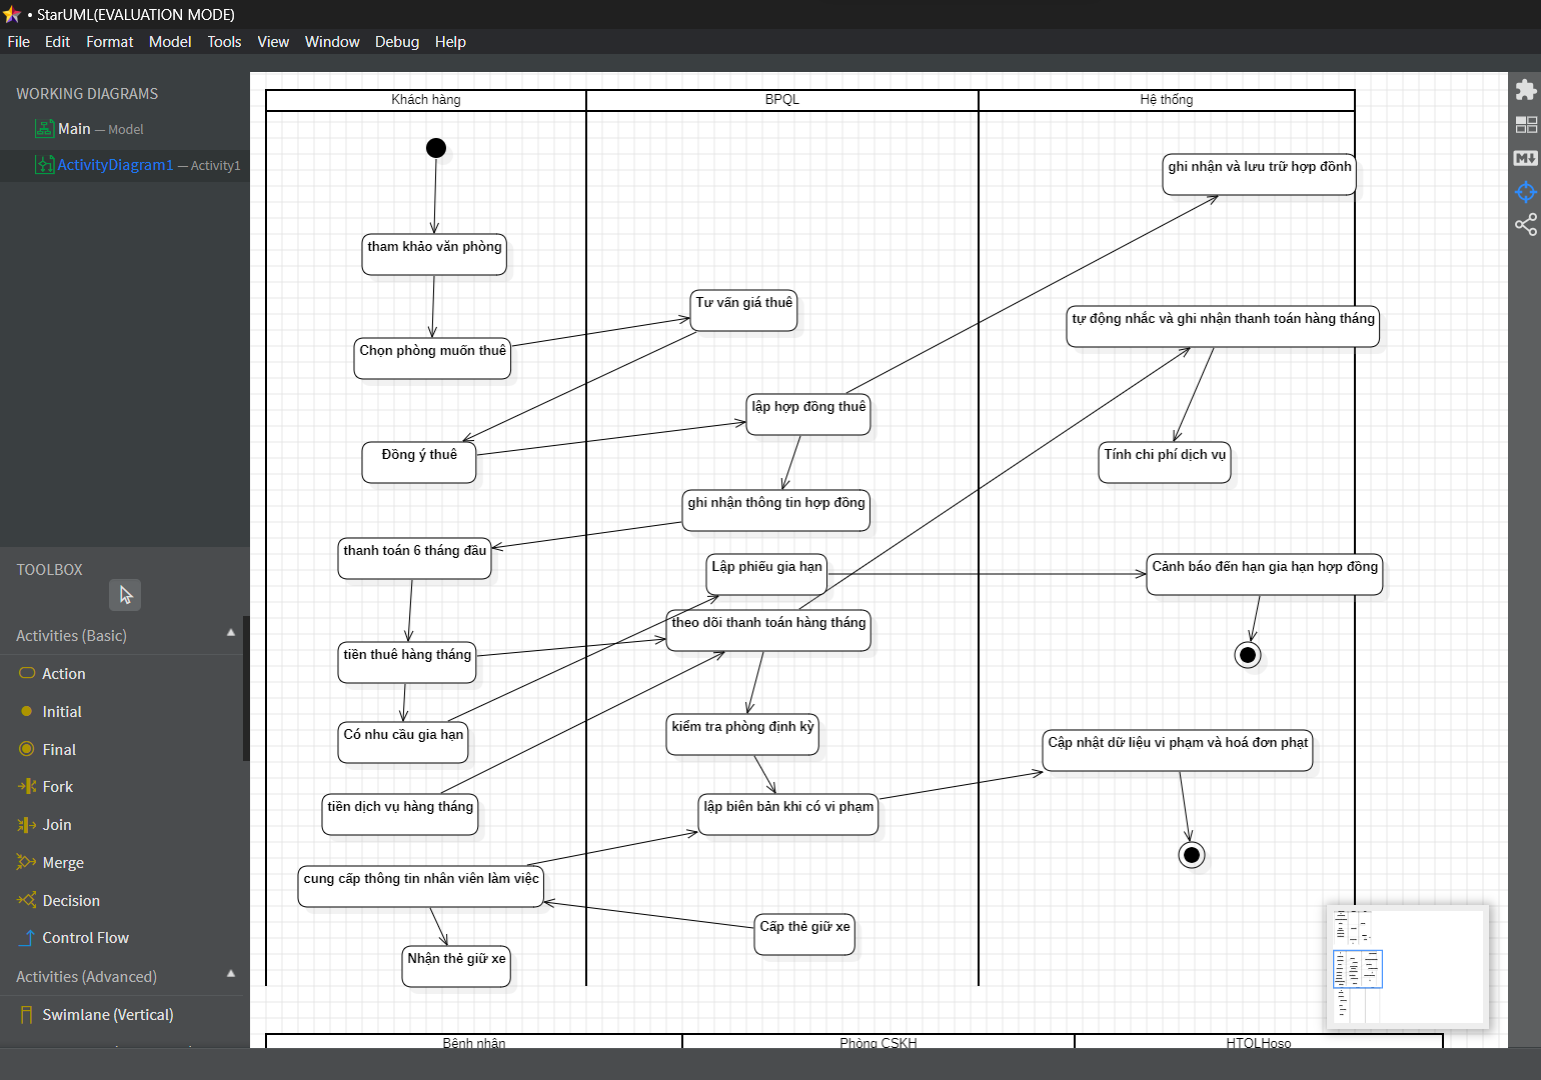 • StarUML(EVALUATION MODE)
File Edit Format Model Tools View Window Debug Help
WORKING DIAGRAMS
Main — Model
ActivityDiagram1 — Activity1
TOOLBOX
Activities (Basic)
Action
Initial
Final
Fork
Join
Merge
Decision
Control Flow
Activities (Advanced)
Swimlane (Vertical)
Khách hàng
BPQL
Hệ thống
ghi nhận và lưu trữ hợp đồnh
tham khảo văn phòng
Tư vấn giá thuê
tự động nhắc và ghi nhận thanh toán hàng tháng
Chọn phòng muốn thuê
lập hợp đồng thuê
Đồng ý thuê
Tính chi phí dịch vụ
ghi nhận thông tin hợp đồng
thanh toán 6 tháng đầu
Lập phiếu gia hạn
Cảnh báo đến hạn gia hạn hợp đồng
theo dõi thanh toán hàng tháng
tiền thuê hàng tháng
kiểm tra phòng định kỳ
Có nhu cầu gia hạn
Cập nhật dữ liệu vi phạm và hoá đơn phạt
tiền dịch vụ hàng tháng
lập biên bản khi có vi phạm
cung cấp thông tin nhân viên làm việc
Cấp thẻ giữ xe
Nhận thẻ giữ xe
Bệnh nhân
Phòng CSKH
HTQLHoso
M